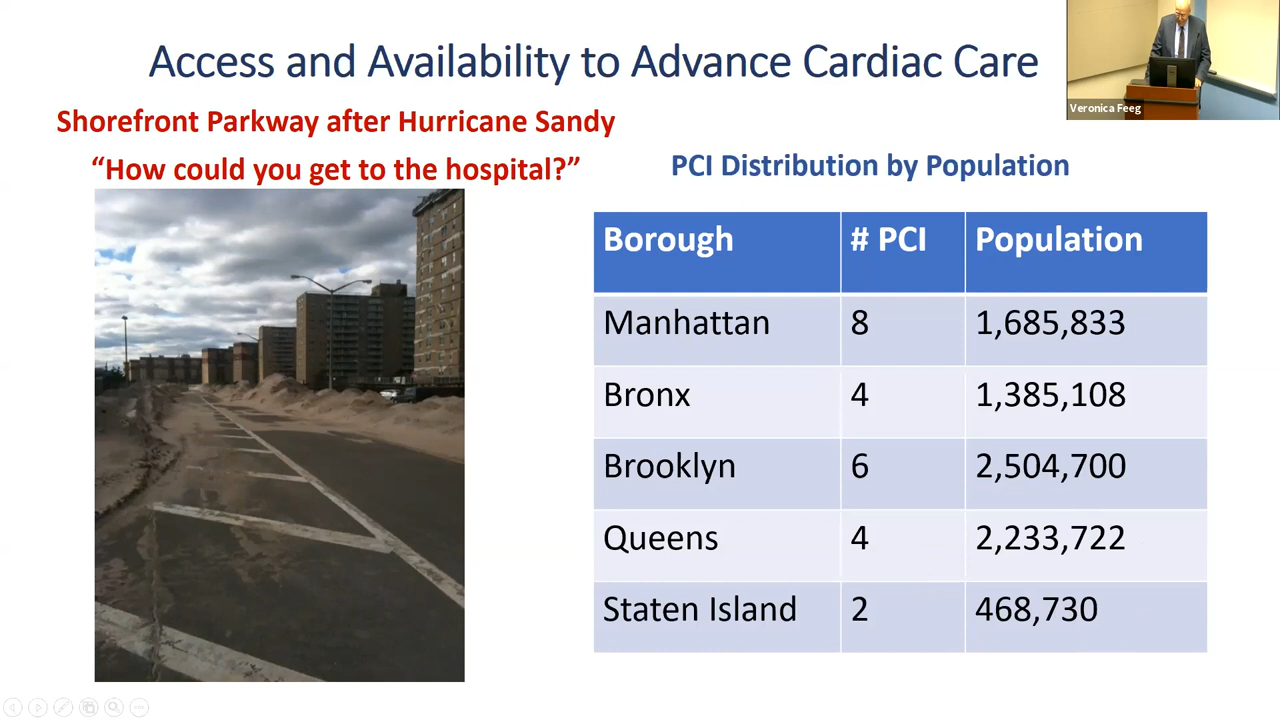 Access and Availability to Advance Cardiac Care
Veronica Feeg
Shorefront Parkway after Hurricane Sandy
“How could you get to the hospital?”
PCI Distribution by Population
Borough # PCI Population
Manhattan 8 1,685,833
Bronx 4 1,385,108
Brooklyn 6 2,504,700
Queens 4 2,233,722
Staten Island 2 468,730